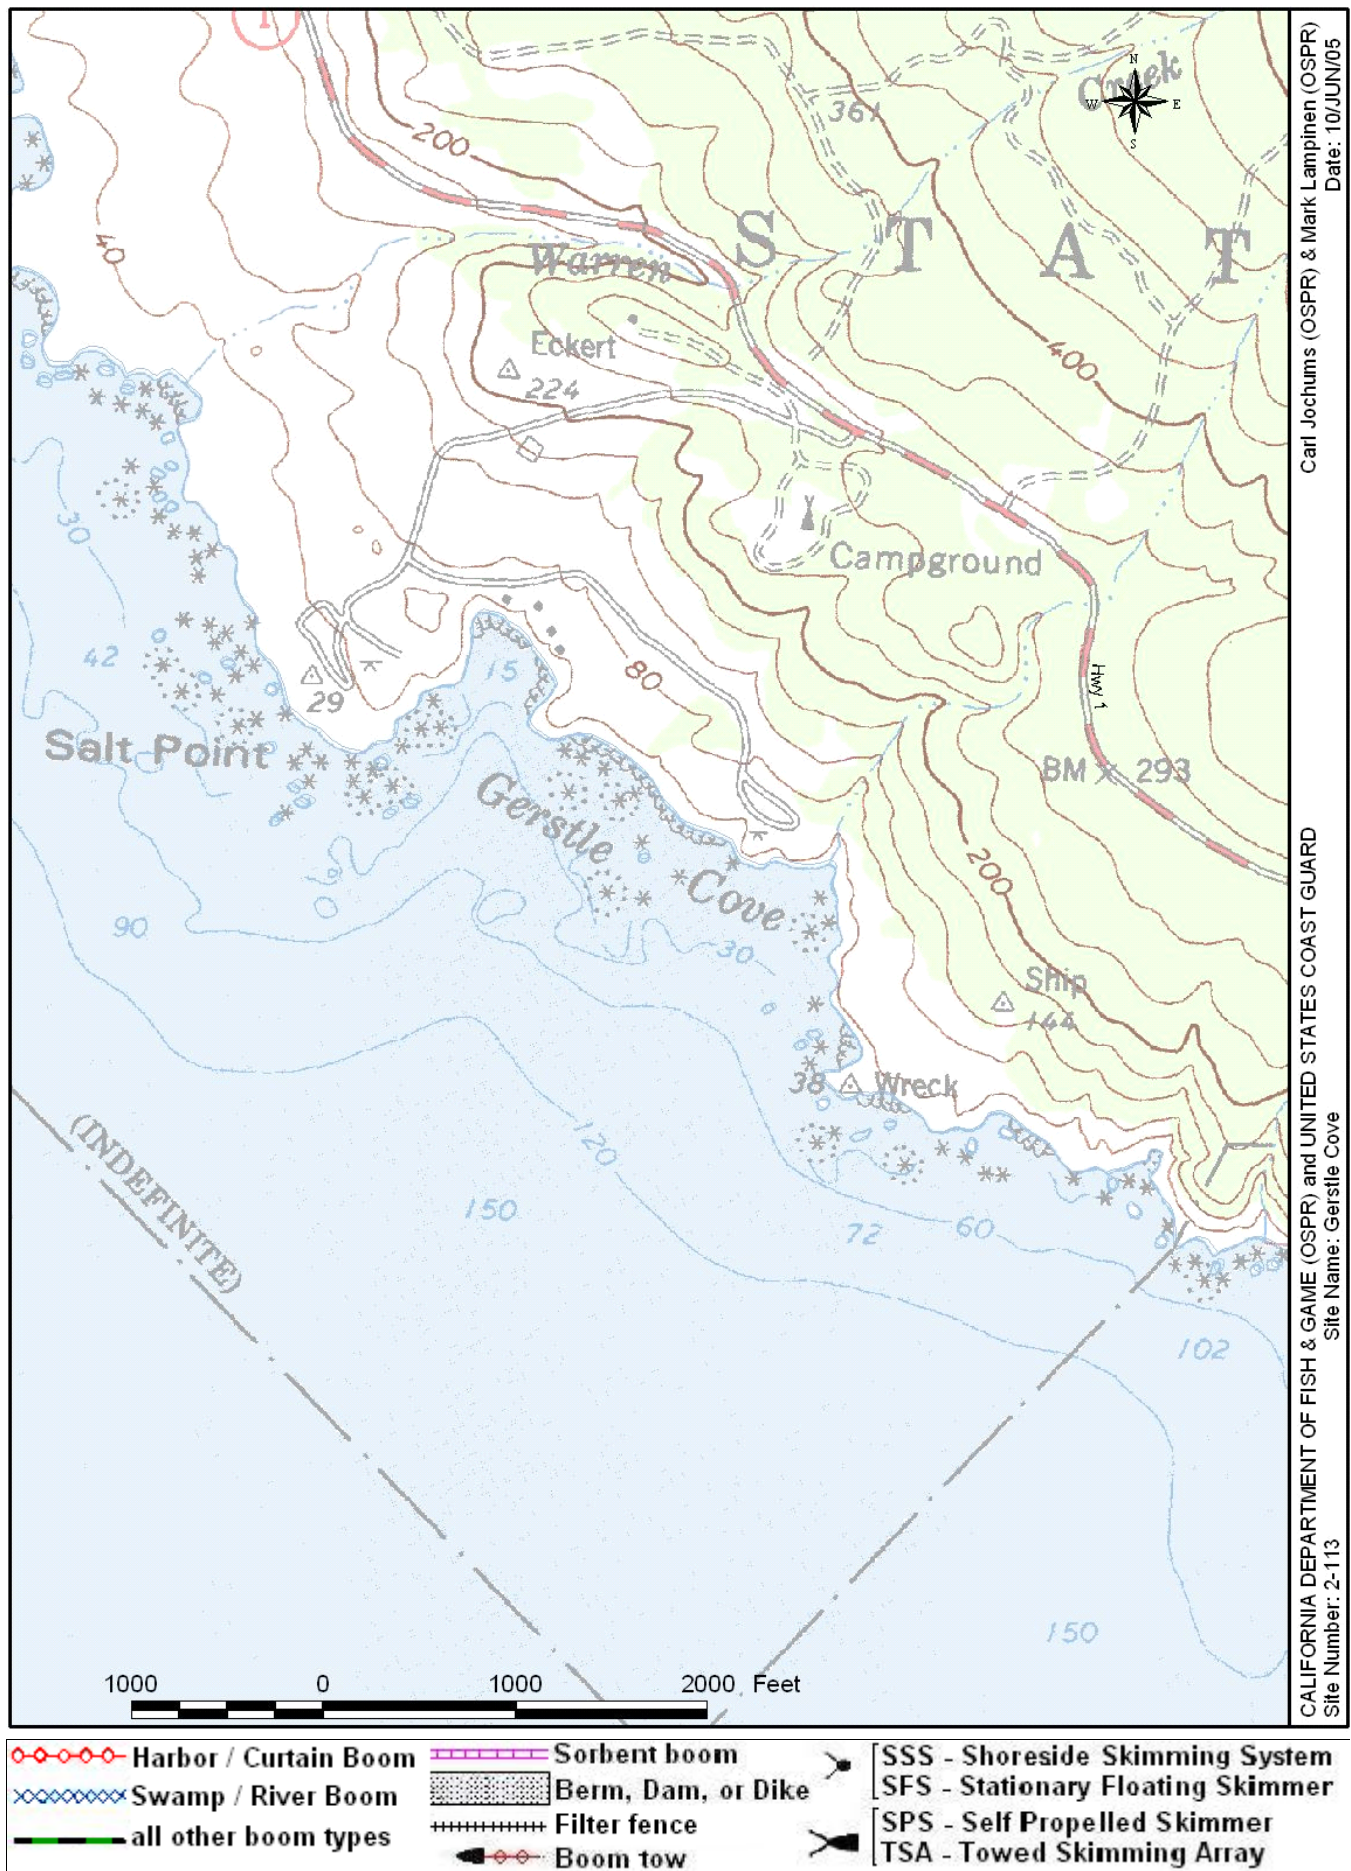 1
Creek
N
W E
S
361
200
40
S T A T
Warren
Eckert
224
400
30
Campground
42
15
80
29
Hwy 1
Salt Point
BM × 293
Gerstle
Cove
200
90
30
Ship
144
38
Wreck
(INDEFINITE)
120
150
72
60
102
150
1000 0 1000 2000 Feet
Carl Jochums (OSPR) & Mark Lampinen (OSPR)
Date: 10/JUN/05
CALIFORNIA DEPARTMENT OF FISH & GAME (OSPR) and UNITED STATES COAST GUARD
Site Number: 2-113 Site Name: Gerstle Cove
Harbor / Curtain Boom
Swamp / River Boom
all other boom types
Sorbent boom
Berm, Dam, or Dike
Filter fence
Boom tow
SSS - Shoreside Skimming System
SFS - Stationary Floating Skimmer
SPS - Self Propelled Skimmer
TSA - Towed Skimming Array